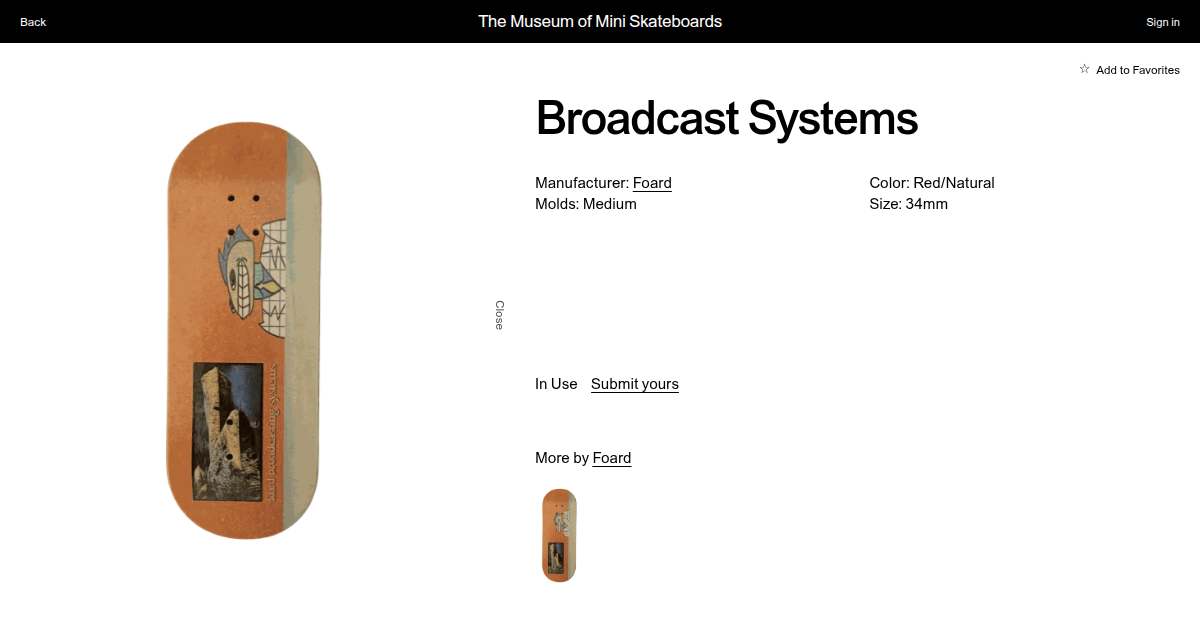 Back
The Museum of Mini Skateboards
Sign in
☆ Add to Favorites
Broadcast Systems
Manufacturer: Foard
Color: Red/Natural
Molds: Medium
Size: 34mm
Close
In Use
Submit yours
More by Foard